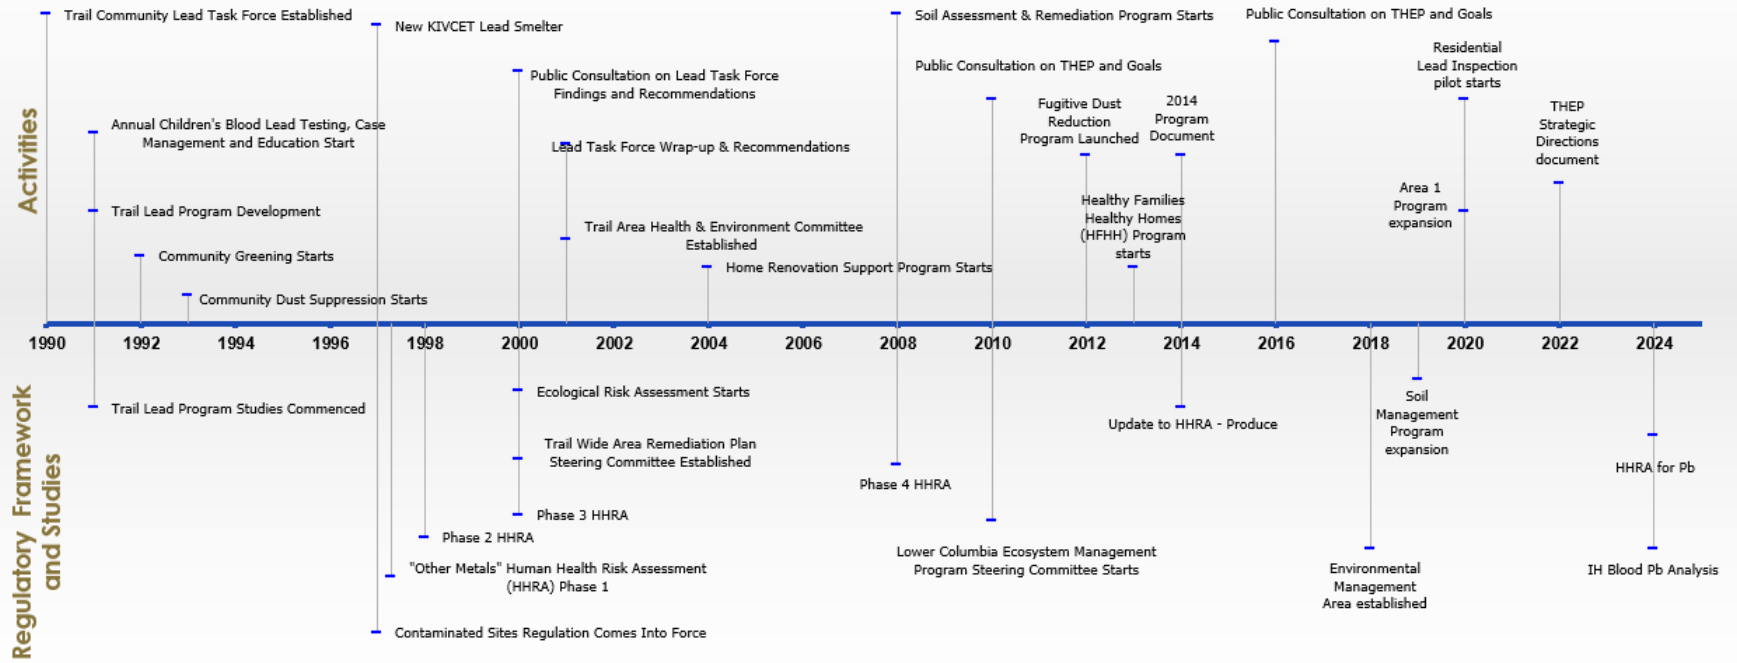 Activities
Trail Community Lead Task Force Established
New KIVCET Lead Smelter
Soil Assessment & Remediation Program Starts
Public Consultation on THEP and Goals
Public Consultation on Lead Task Force
Findings and Recommendations
Public Consultation on THEP and Goals
Residential
Lead Inspection
pilot starts
Annual Children's Blood Lead Testing, Case
Management and Education Start
Lead Task Force Wrap-up & Recommendations
Fugitive Dust
Reduction
Program Launched
2014
Program
Document
THEP
Strategic
Directions
document
Trail Lead Program Development
Trail Area Health & Environment Committee
Established
Healthy Families
Healthy Homes
(HFHH) Program
starts
Area 1
Program
expansion
Community Greening Starts
Home Renovation Support Program Starts
Community Dust Suppression Starts
1990 1992 1994 1996 1998 2000 2002 2004 2006 2008 2010 2012 2014 2016 2018 2020 2022 2024
Regulatory Framework
and Studies
Trail Lead Program Studies Commenced
Ecological Risk Assessment Starts
Trail Wide Area Remediation Plan
Steering Committee Established
Phase 3 HHRA
Phase 2 HHRA
"Other Metals" Human Health Risk Assessment
(HHRA) Phase 1
Contaminated Sites Regulation Comes Into Force
Phase 4 HHRA
Lower Columbia Ecosystem Management
Program Steering Committee Starts
Update to HHRA - Produce
Soil
Management
Program
expansion
Environmental
Management
Area established
HHRA for Pb
IH Blood Pb Analysis